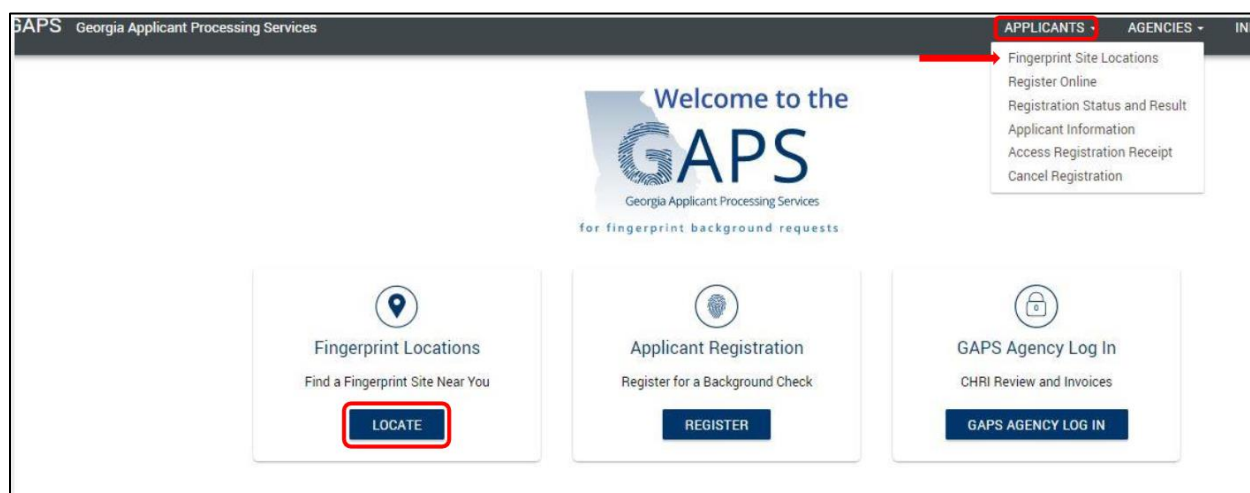 GAPS Georgia Applicant Processing Services
APPLICANTS AGENCIES
Fingerprint Site Locations
Register Online
Registration Status and Result
Applicant Information
Access Registration Receipt
Cancel Registration
Welcome to the
GAPS
Georgia Applicant Processing Services
for fingerprint background requests
Fingerprint Locations
Find a Fingerprint Site Near You
LOCATE
Applicant Registration
Register for a Background Check
REGISTER
GAPS Agency Log In
CHRI Review and Invoices
GAPS AGENCY LOG IN